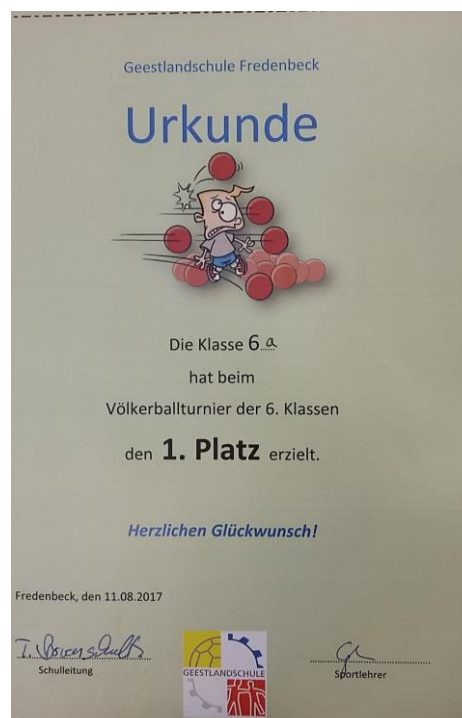 Geestlandschule Fredenbeck
Urkunde
Die Klasse 6 a
hat beim
Völkerballturnier der 6. Klassen
den 1. Platz erzielt.
Herzlichen Glückwunsch!
Fredenbeck, den 11.08.2017
Schulleitung
GEESTLANDSCHULE
Sportlehrer